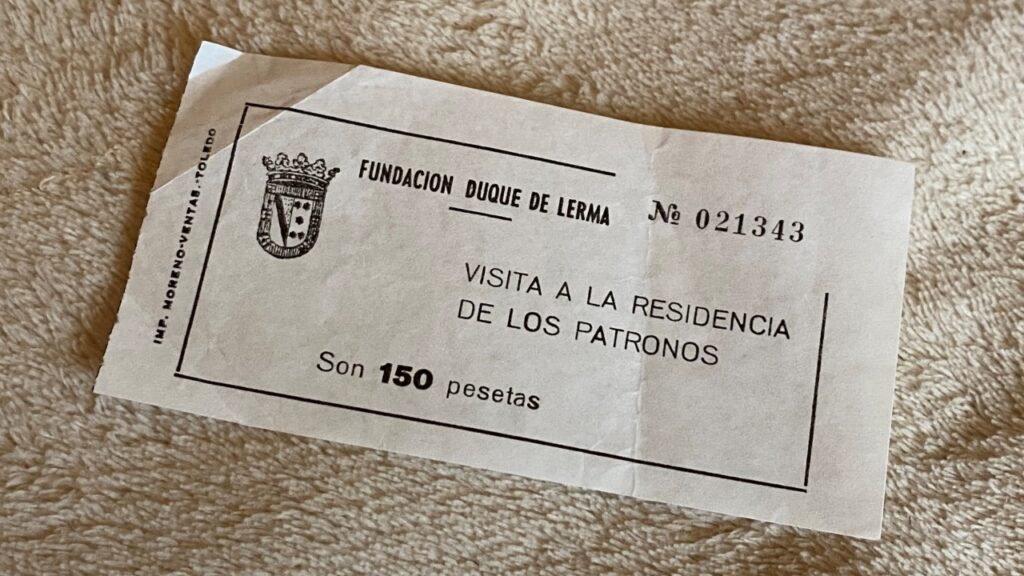 FUNDACION DUQUE DE LERMA
Nº 021343
VISITA A LA RESIDENCIA
DE LOS PATRONOS
Son 150 pesetas
IMP. MORENO-VENTAS.-TOLEDO